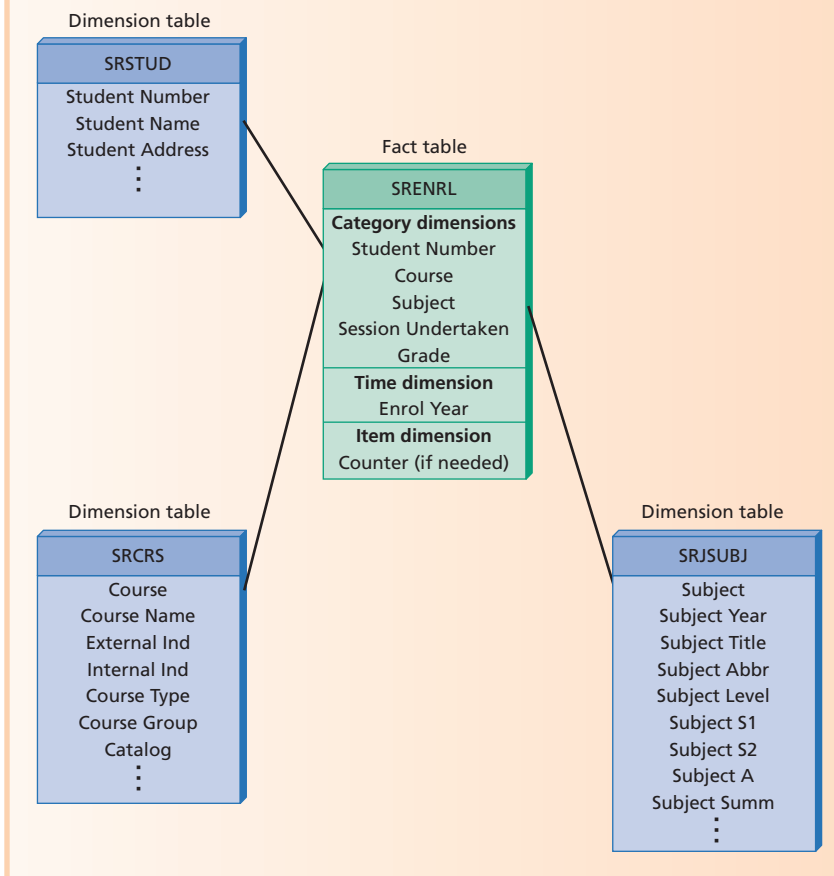 Dimension table
SRSTUD
Student Number
Student Name
Student Address
Fact table
SRENRL
Category dimensions
Student Number
Course
Subject
Session Undertaken
Grade
Time dimension
Enrol Year
Item dimension
Counter (if needed)
Dimension table
SRCRS
Course
Course Name
External Ind
Internal Ind
Course Type
Course Group
Catalog
Dimension table
SRJSUBJ
Subject
Subject Year
Subject Title
Subject Abbr
Subject Level
Subject S1
Subject S2
Subject A
Subject Summ